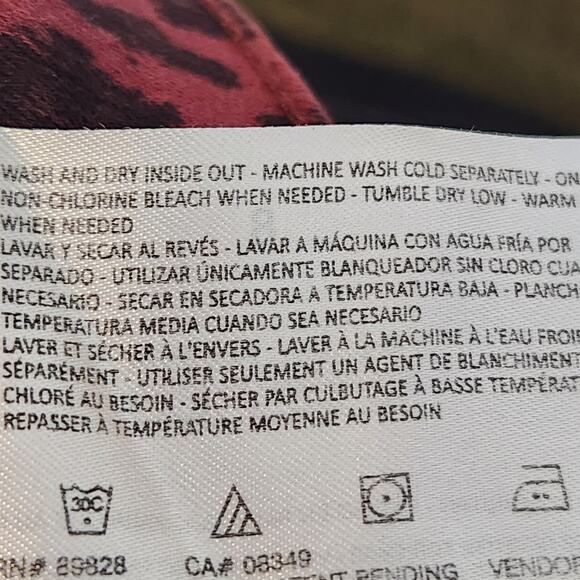 WASH AND DRY INSIDE OUT - MACHINE WASH COLD SEPARATELY - ON
NON-CHLORINE BLEACH WHEN NEEDED - TUMBLE DRY LOW - WARM
WHEN NEEDED
LAVAR Y SECAR AL REVÉS - LAVAR A MÁQUINA CON AGUA FRÍA POR
SEPARADO - UTILIZAR ÚNICAMENTE BLANQUEADOR SIN CLORO CUA
NECESARIO - SECAR EN SECADORA A TEMPERATURA BAJA - PLANCH
TEMPERATURA MEDIA CUANDO SEA NECESARIO
LAVER ET SÉCHER À L'ENVERS - LAVER À LA MACHINE À L'EAU FROI
SÉPARÉMENT - UTILISER SEULEMENT UN AGENT DE BLANCHIMENT
CHLORÉ AU BESOIN - SÉCHER PAR CULBUTAGE À BASSE TEMPÉRAT
REPASSER À TEMPÉRATURE MOYENNE AU BESOIN
30C
RN# 89828 CA# 08349
PENDING VENDOR